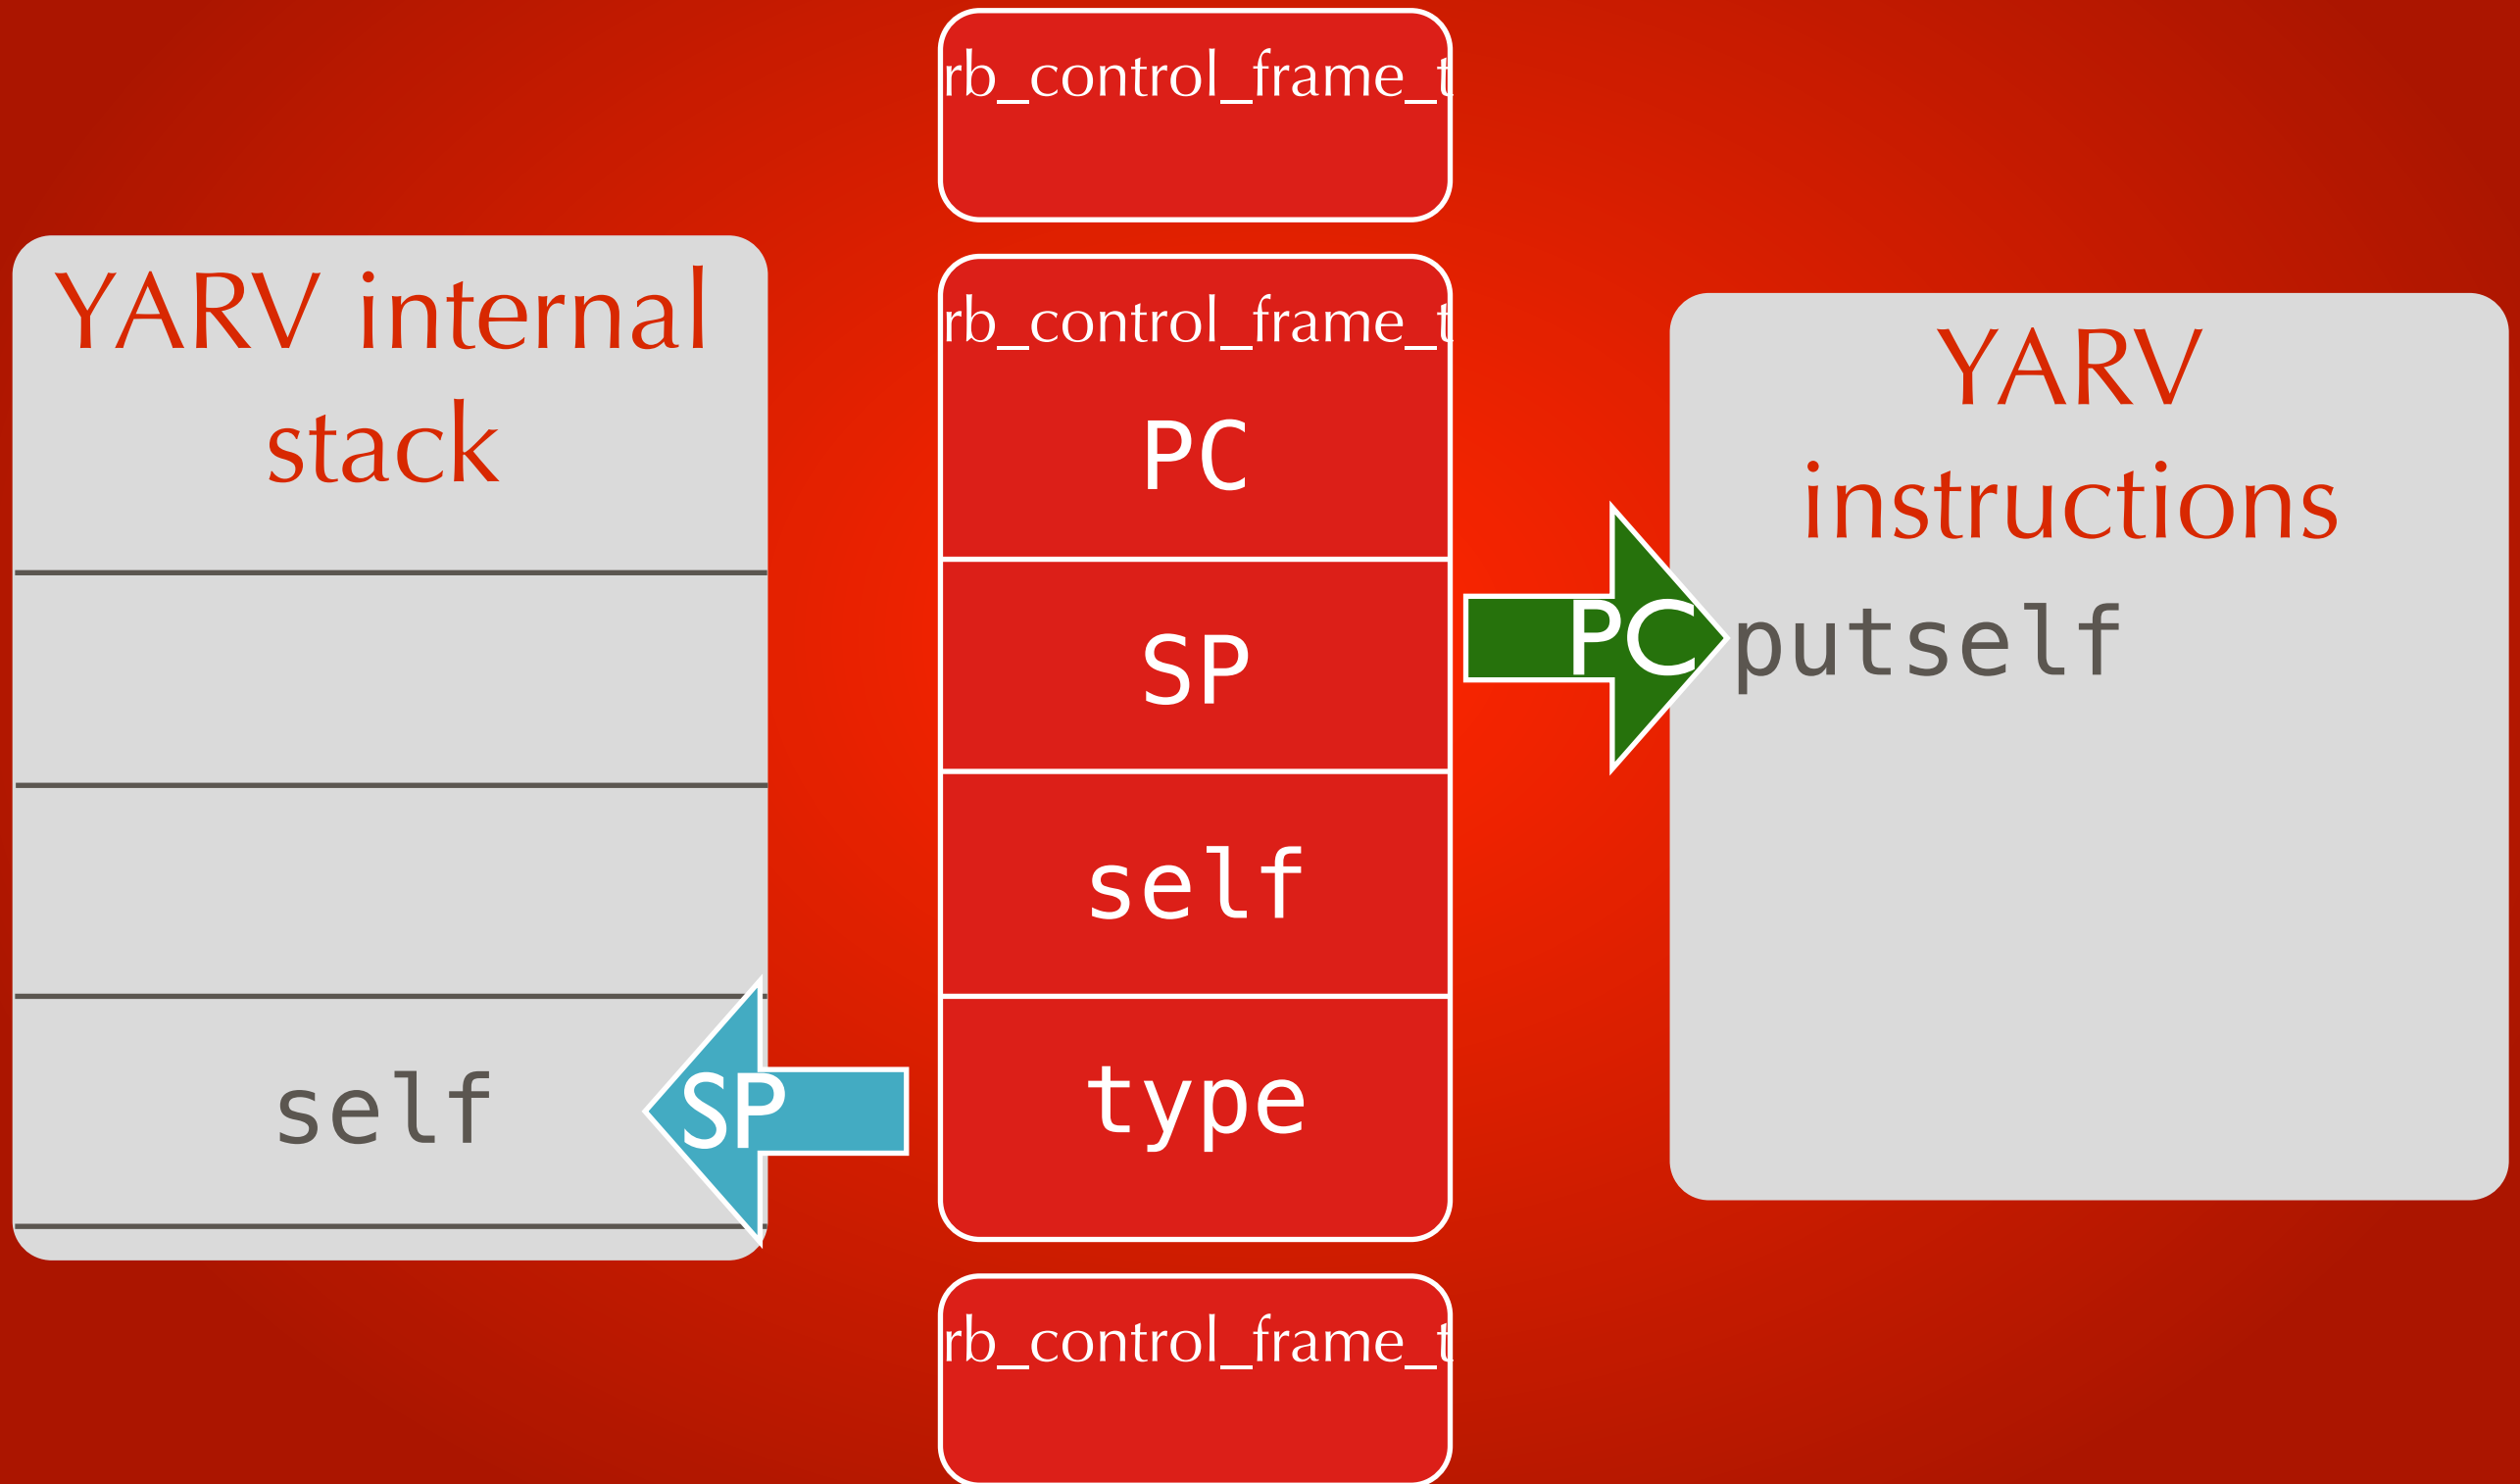 rb_control_frame_t
YARV internal
stack
self
SP
rb_control_frame_t
PC
SP
self
type
PC
YARV
instructions
putself
rb_control_frame_t